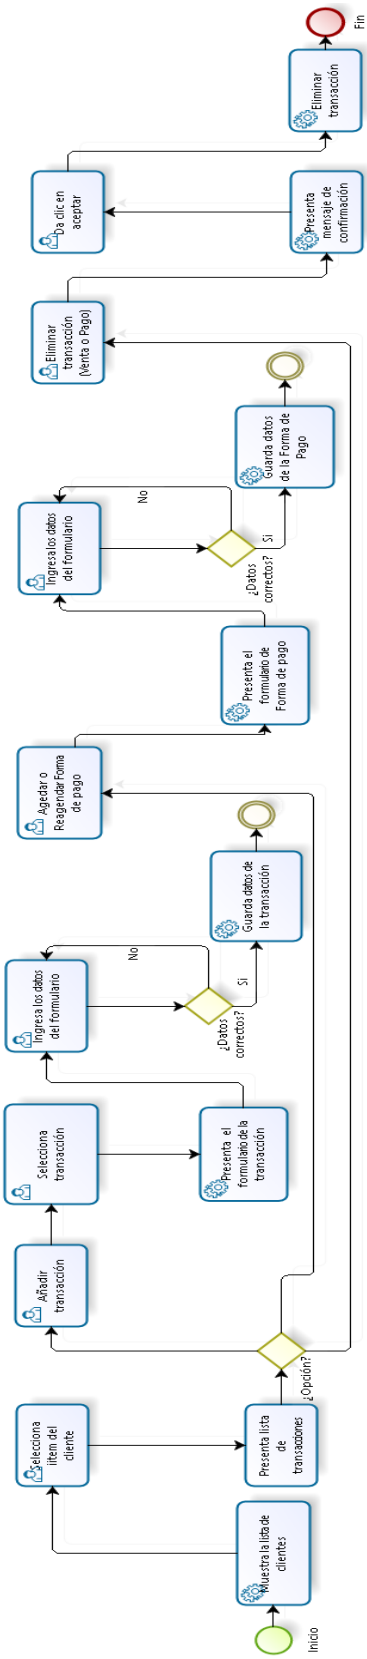 Inicio
Muestra la lista de
clientes
Selecciona
iitem del
cliente
Presenta lista
de
transacciones
¿Opción?
Añadir
transacción
Selecciona
transacción
Presenta el
formulario de la
transacción
Ingresa los datos
del formulario
¿Datos
correctos?
No
Si
Guarda datos de
la transacción
Agedar o
Reagendar Forma
de pago
Presenta el
formulario de
Forma de pago
Ingresa los datos
del formulario
¿Datos
correctos?
No
Si
Guarda datos
de la Forma de
Pago
Eliminar
transacción
(Venta o Pago)
Presenta
mensaje de
confirmación
Da clic en
aceptar
Eliminar
transacción
Fin